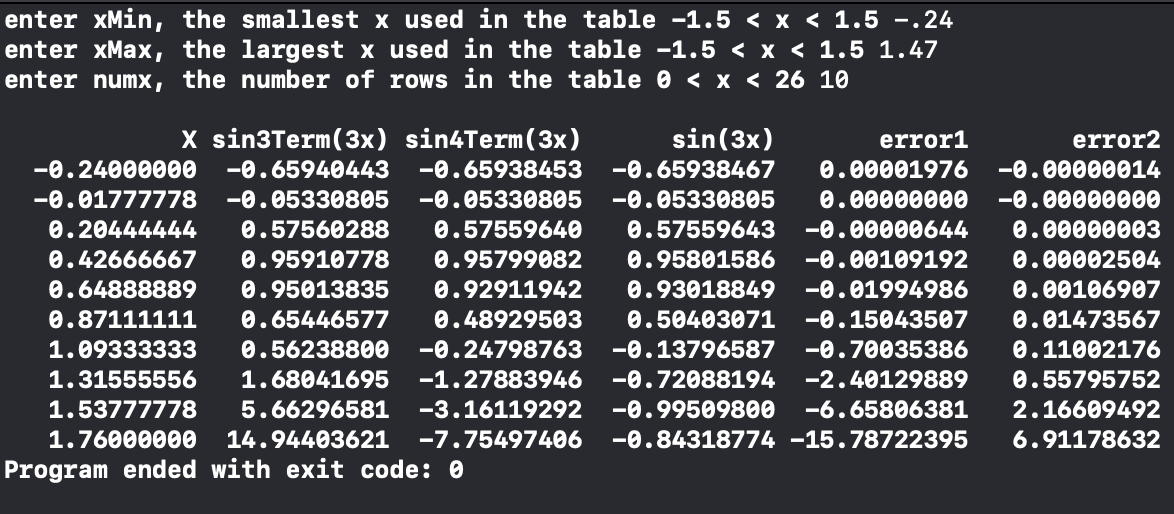 enter xMin, the smallest x used in the table -1.5 < x < 1.5 -.24
enter xMax, the largest x used in the table -1.5 < x < 1.5 1.47
enter numx, the number of rows in the table 0 < x < 26 10
X sin3Term(3x) sin4Term(3x) sin(3x) error1 error2
-0.24000000 -0.65940443 -0.65938453 -0.65938467 0.00001976 -0.00000014
-0.01777778 -0.05330805 -0.05330805 -0.05330805 0.00000000 -0.00000000
0.20444444 0.57560288 0.57559640 0.57559643 -0.00000644 0.00000003
0.42666667 0.95910778 0.95799082 0.95801586 -0.00109192 0.00002504
0.64888889 0.95013835 0.92911942 0.93018849 -0.01994986 0.00106907
0.87111111 0.65446577 0.48929503 0.50403071 -0.15043507 0.01473567
1.09333333 0.56238800 -0.24798763 -0.13796587 -0.70035386 0.11002176
1.31555556 1.68041695 -1.27883946 -0.72088194 -2.40129889 0.55795752
1.53777778 5.66296581 -3.16119292 -0.99509800 -6.65806381 2.16609492
1.76000000 14.94403621 -7.75497406 -0.84318774 -15.78722395 6.91178632
Program ended with exit code: 0